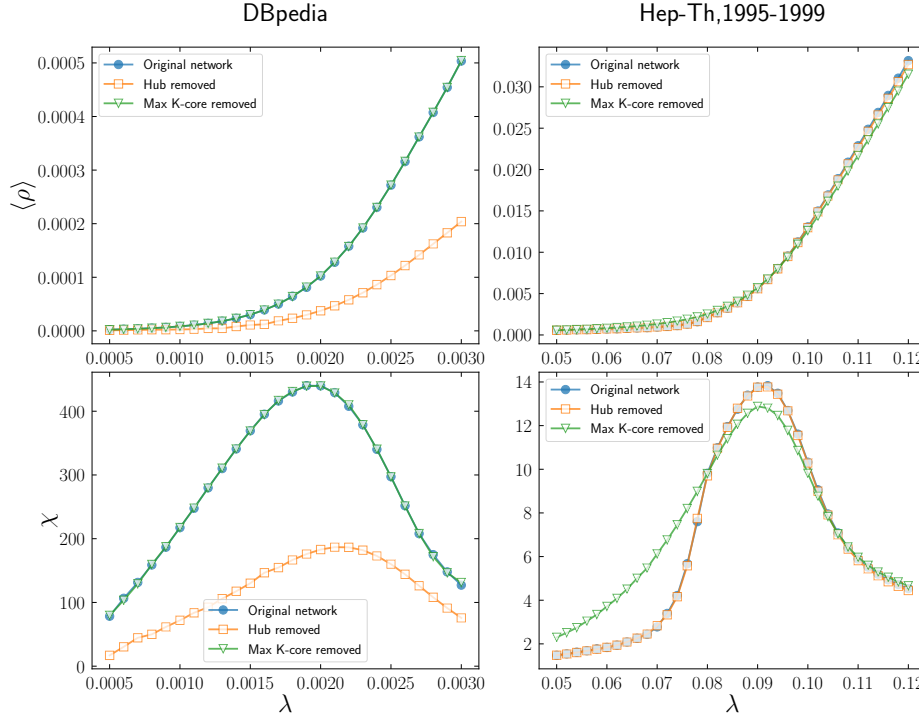 DBpedia
Hep-Th,1995-1999
0.0005
0.0004
0.0003
0.0002
0.0001
0.0000
⟨ρ⟩
Original network
Hub removed
Max K-core removed
0.0005 0.0010 0.0015 0.0020 0.0025 0.0030
0.030
0.025
0.020
0.015
0.010
0.005
0.000
Original network
Hub removed
Max K-core removed
0.05 0.06 0.07 0.08 0.09 0.10 0.11 0.12
400
300
200
100
0
χ
Original network
Hub removed
Max K-core removed
0.0005 0.0010 0.0015 0.0020 0.0025 0.0030
λ
14
12
10
8
6
4
2
Original network
Hub removed
Max K-core removed
0.05 0.06 0.07 0.08 0.09 0.10 0.11 0.12
λ